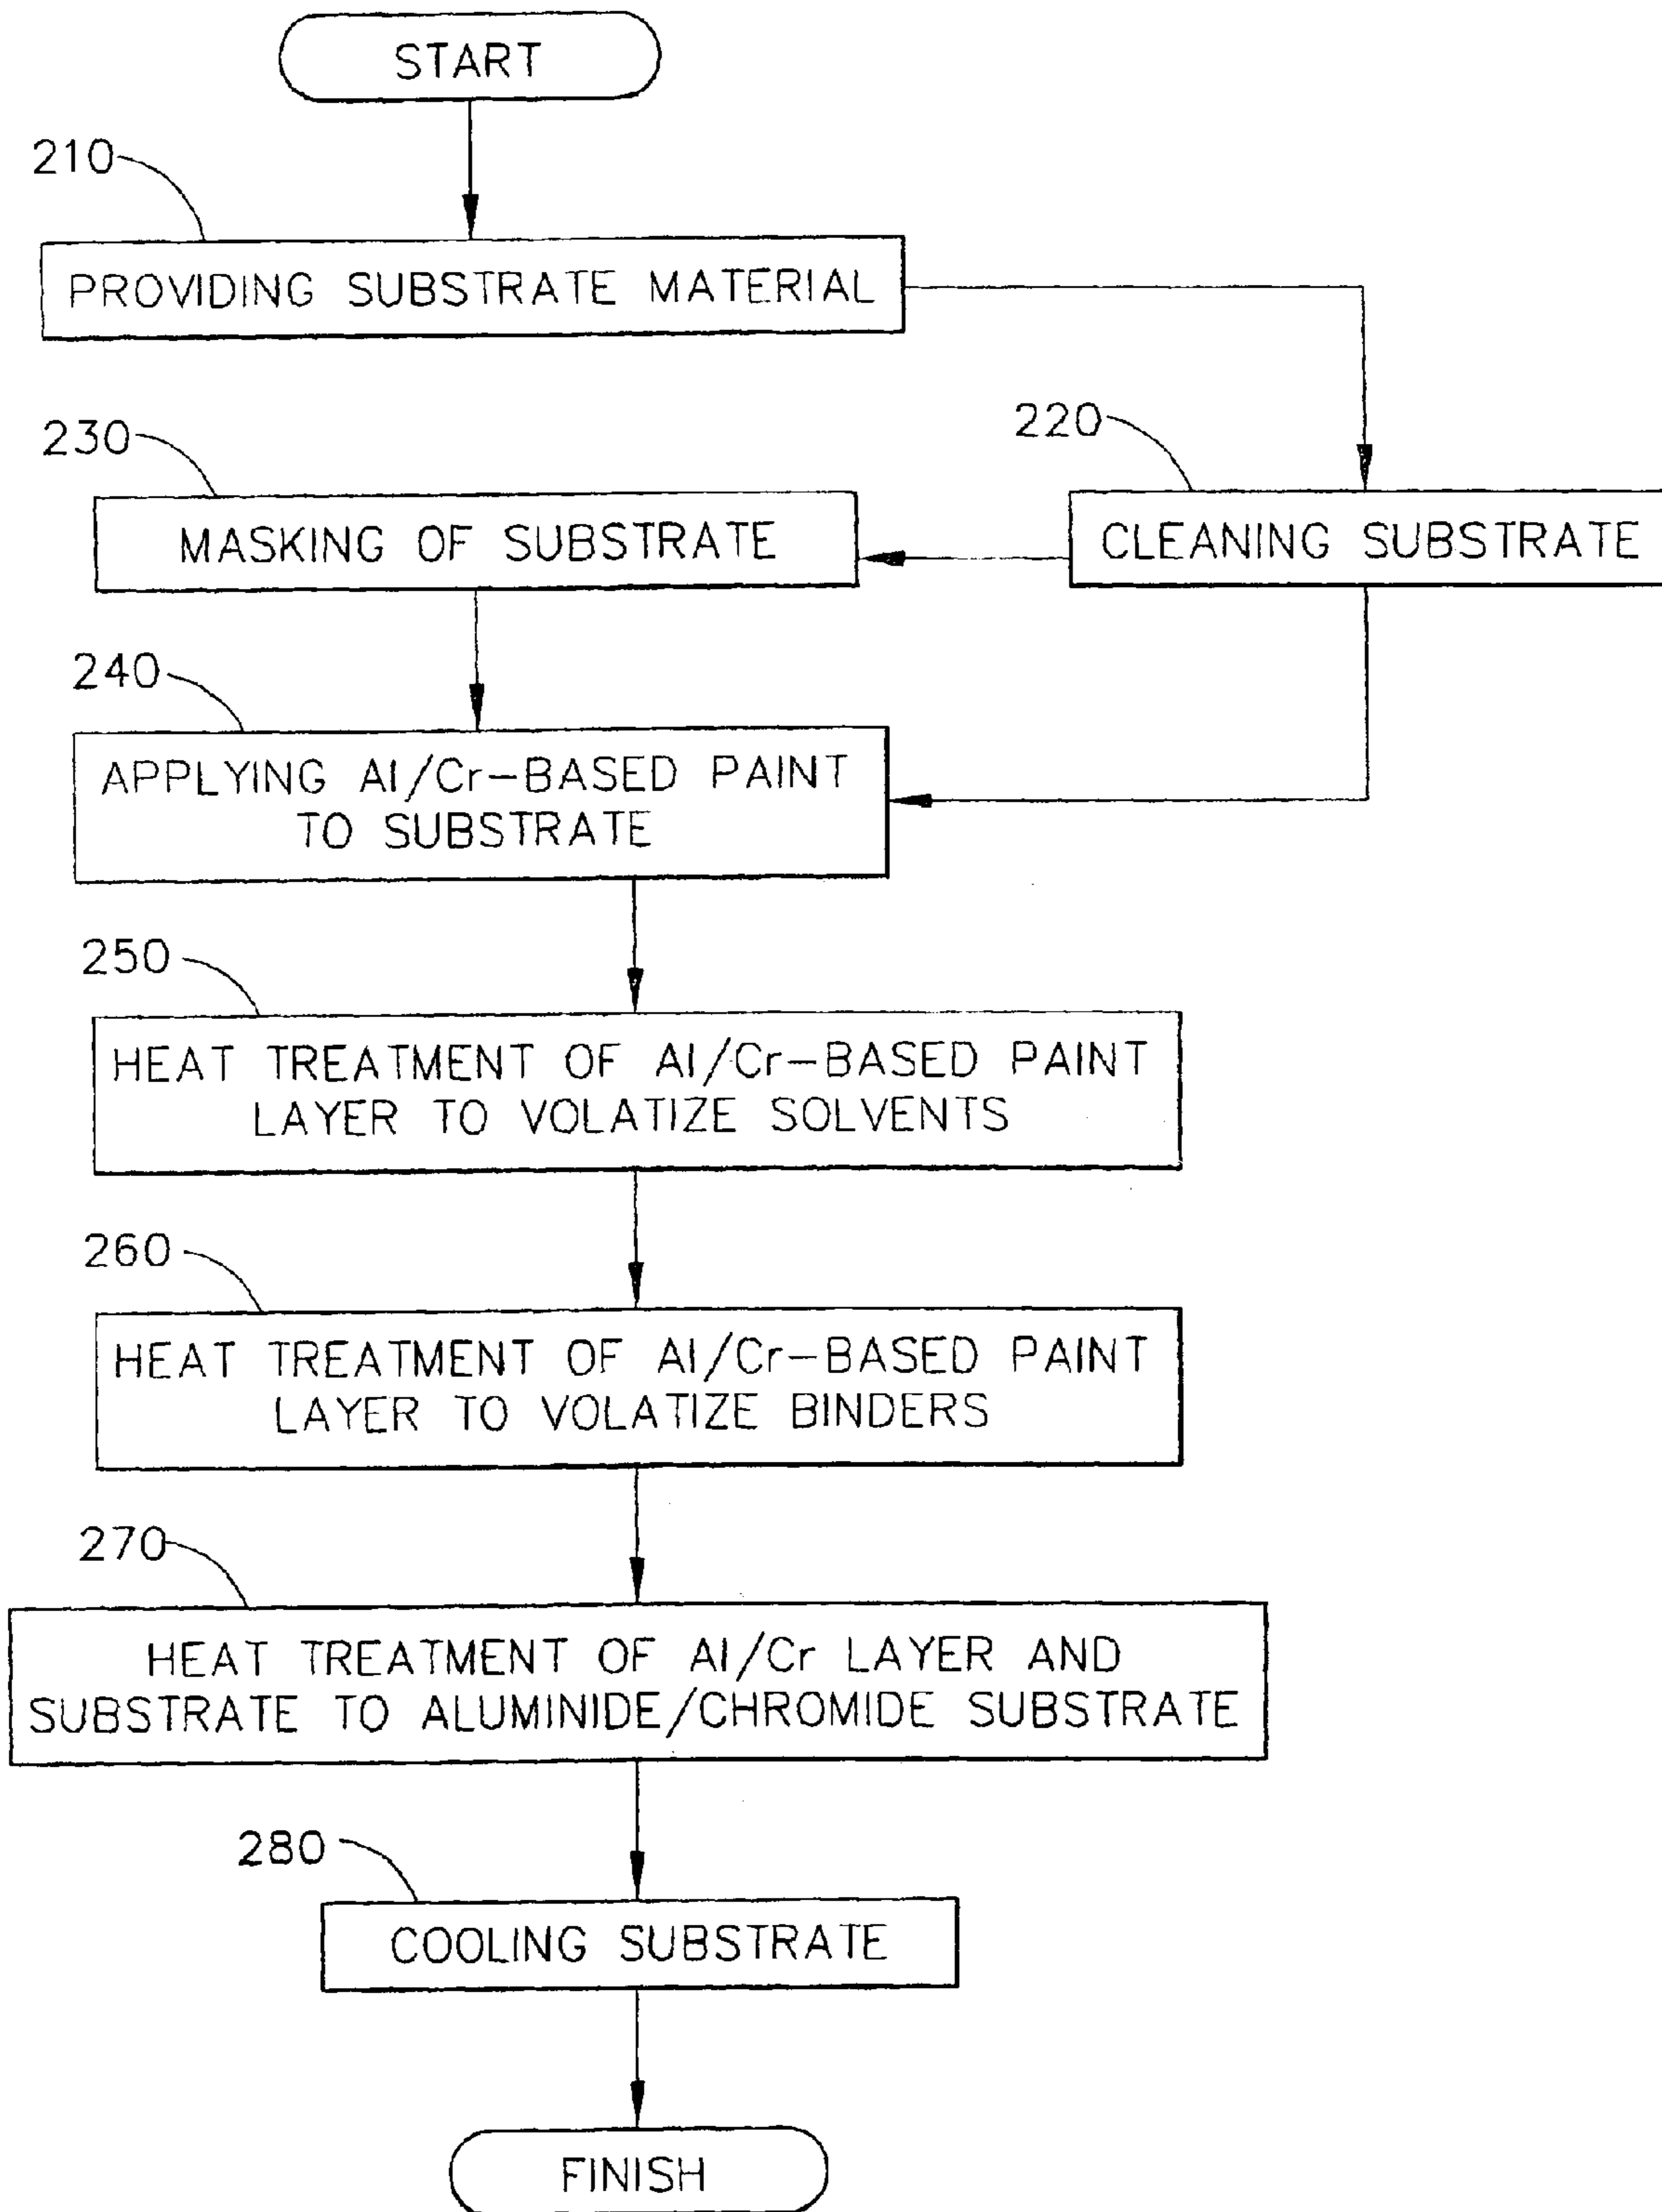 START
210
PROVIDING SUBSTRATE MATERIAL
230
220
MASKING OF SUBSTRATE
CLEANING SUBSTRATE
240
APPLYING Al/Cr-BASED PAINT
TO SUBSTRATE
250
HEAT TREATMENT OF Al/Cr-BASED PAINT
LAYER TO VOLATIZE SOLVENTS
260
HEAT TREATMENT OF Al/Cr-BASED PAINT
LAYER TO VOLATIZE BINDERS
270
HEAT TREATMENT OF Al/Cr LAYER AND
SUBSTRATE TO ALUMINIDE/CHROMIDE SUBSTRATE
280
COOLING SUBSTRATE
FINISH